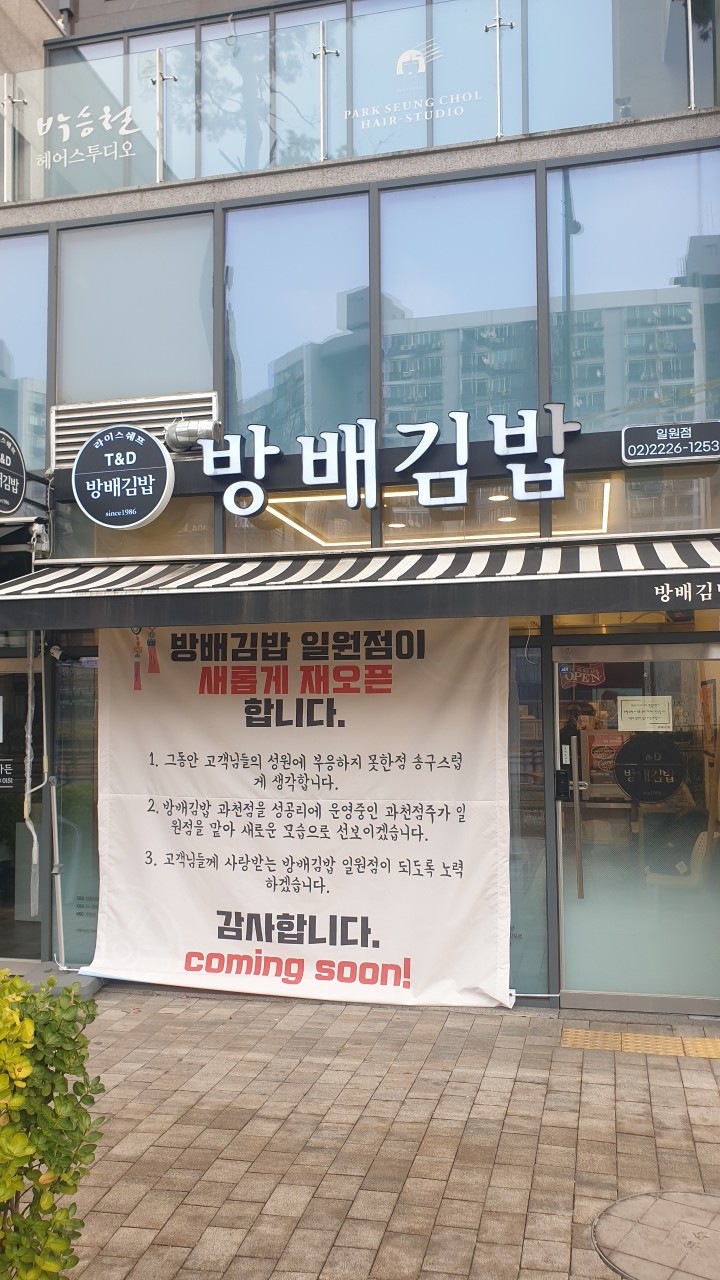 박승철
헤어스투디오
PARK SEUNG CHOL
HAIR-STUDIO
라이스쉐프
T&D
방배김밥
since1986
방배김밥
일원점
02)2226-1253
방배김밥 일원점이
새롭게 재오픈
합니다.
1. 그동안 고객님들의 성원에 부응하지 못한점 송구스럽
게 생각합니다.
2. 방배김밥 과천점을 성공리에 운영중인 과천점주가 일
원점을 맡아 새로운 모습으로 선보이겠습니다.
3. 고객님들께 사랑받는 방배김밥 일원점이 되도록 노력
하겠습니다.
감사합니다.
coming soon!
OPEN
T&D
방배김밥